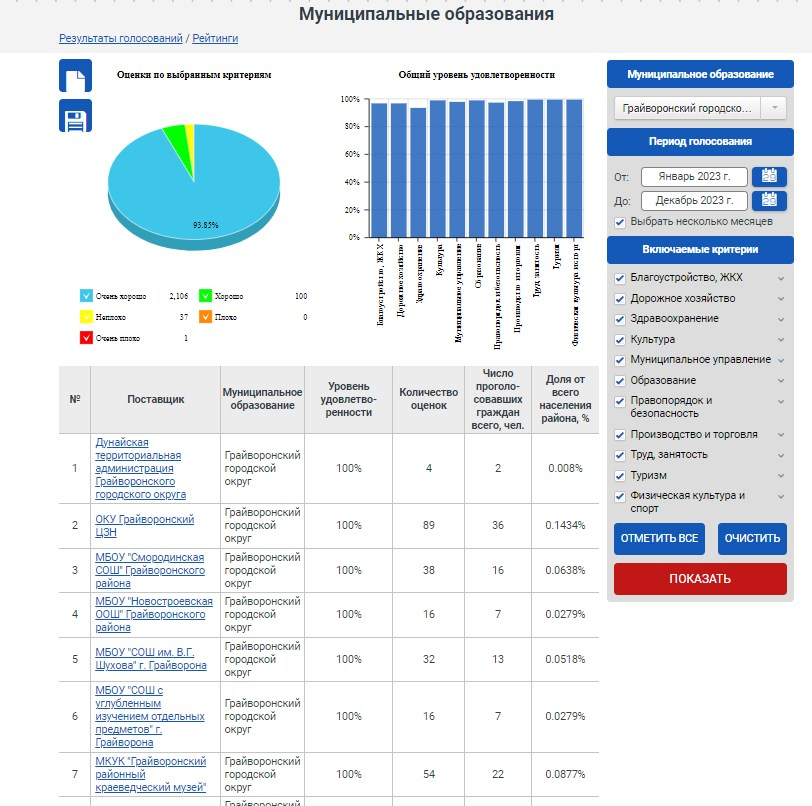 Муниципальные образования
Результаты голосований / Рейтинги
Оценки по выбранным критериям
93.85%
Очень хорошо 2,106
Хорошо 100
Неплохо 37
Плохо 0
Очень плохо 1
Общий уровень удовлетворенности
100%
80%
60%
40%
20%
0%
Благоустройство, ЖКХ
Дорожное хозяйство
Здравоохранение
Культура
Муниципальное управление
Образование
Правопорядок и безопасность
Производство и торговля
Труд, занятость
Туризм
Физическая культура и спорт
Муниципальное образование
Грайворонский городско...
Период голосования
От: Январь 2023 г.
До: Декабрь 2023 г.
Выбрать несколько месяцев
Включаемые критерии
Благоустройство, ЖКХ
Дорожное хозяйство
Здравоохранение
Культура
Муниципальное управление
Образование
Правопорядок и
безопасность
Производство и торговля
Труд, занятость
Туризм
Физическая культура и
спорт
ОТМЕТИТЬ ВСЕ ОЧИСТИТЬ
ПОКАЗАТЬ
№
Поставщик
Муниципальное
образование
Уровень
удовлетво-
ренности
Количество
оценок
Число
проголо-
совавших
граждан
всего, чел.
Доля от
всего
населения
района, %
1
Дунайская
территориальная
администрация
Грайворонского
городского округа
Грайворонский
городской
округ
100%
4
2
0.008%
2
ОКУ Грайворонский
ЦЗН
Грайворонский
городской
округ
100%
89
36
0.1434%
3
МБОУ "Смородинская
СОШ" Грайворонского
района
Грайворонский
городской
округ
100%
38
16
0.0638%
4
МБОУ "Новостроевская
ООШ" Грайворонского
района
Грайворонский
городской
округ
100%
16
7
0.0279%
5
МБОУ "СОШ им. В.Г.
Шухова" г. Грайворона
Грайворонский
городской
округ
100%
32
13
0.0518%
6
МБОУ "СОШ с
углубленным
изучением отдельных
предметов" г.
Грайворона
Грайворонский
городской
округ
100%
16
7
0.0279%
7
МКУК "Грайворонский
районный
краеведческий музей"
Грайворонский
городской
округ
100%
54
22
0.0877%
Грайворонский